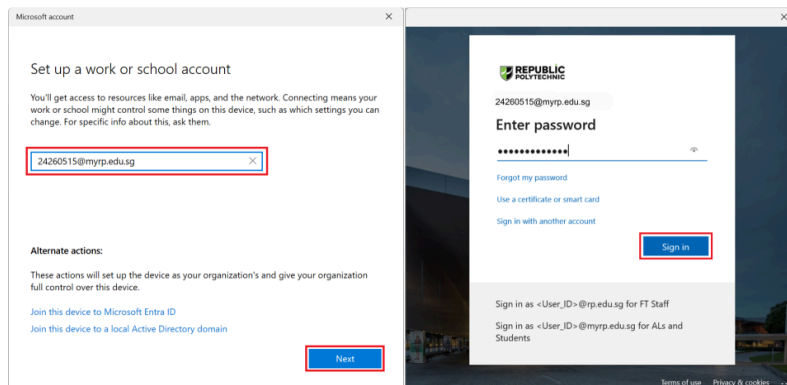 Microsoft account
Set up a work or school account
You'll get access to resources like email, apps, and the network. Connecting means your
work or school might control some things on this device, such as which settings you can
change. For specific info about this, ask them.
24260515@myrp.edu.sg
Alternate actions:
These actions will set up the device as your organization's and give your organization
full control over this device.
Join this device to Microsoft Entra ID
Join this device to a local Active Directory domain
Next
REPUBLIC
POLYTECHNIC
24260515@myrp.edu.sg
Enter password
Forgot my password
Use a certificate or smart card
Sign in with another account
Sign in
Sign in as <User_ID>@rp.edu.sg for FT Staff
Sign in as <User_ID>@myrp.edu.sg for ALs and
Students
Terms of use Privacy & cookies ...